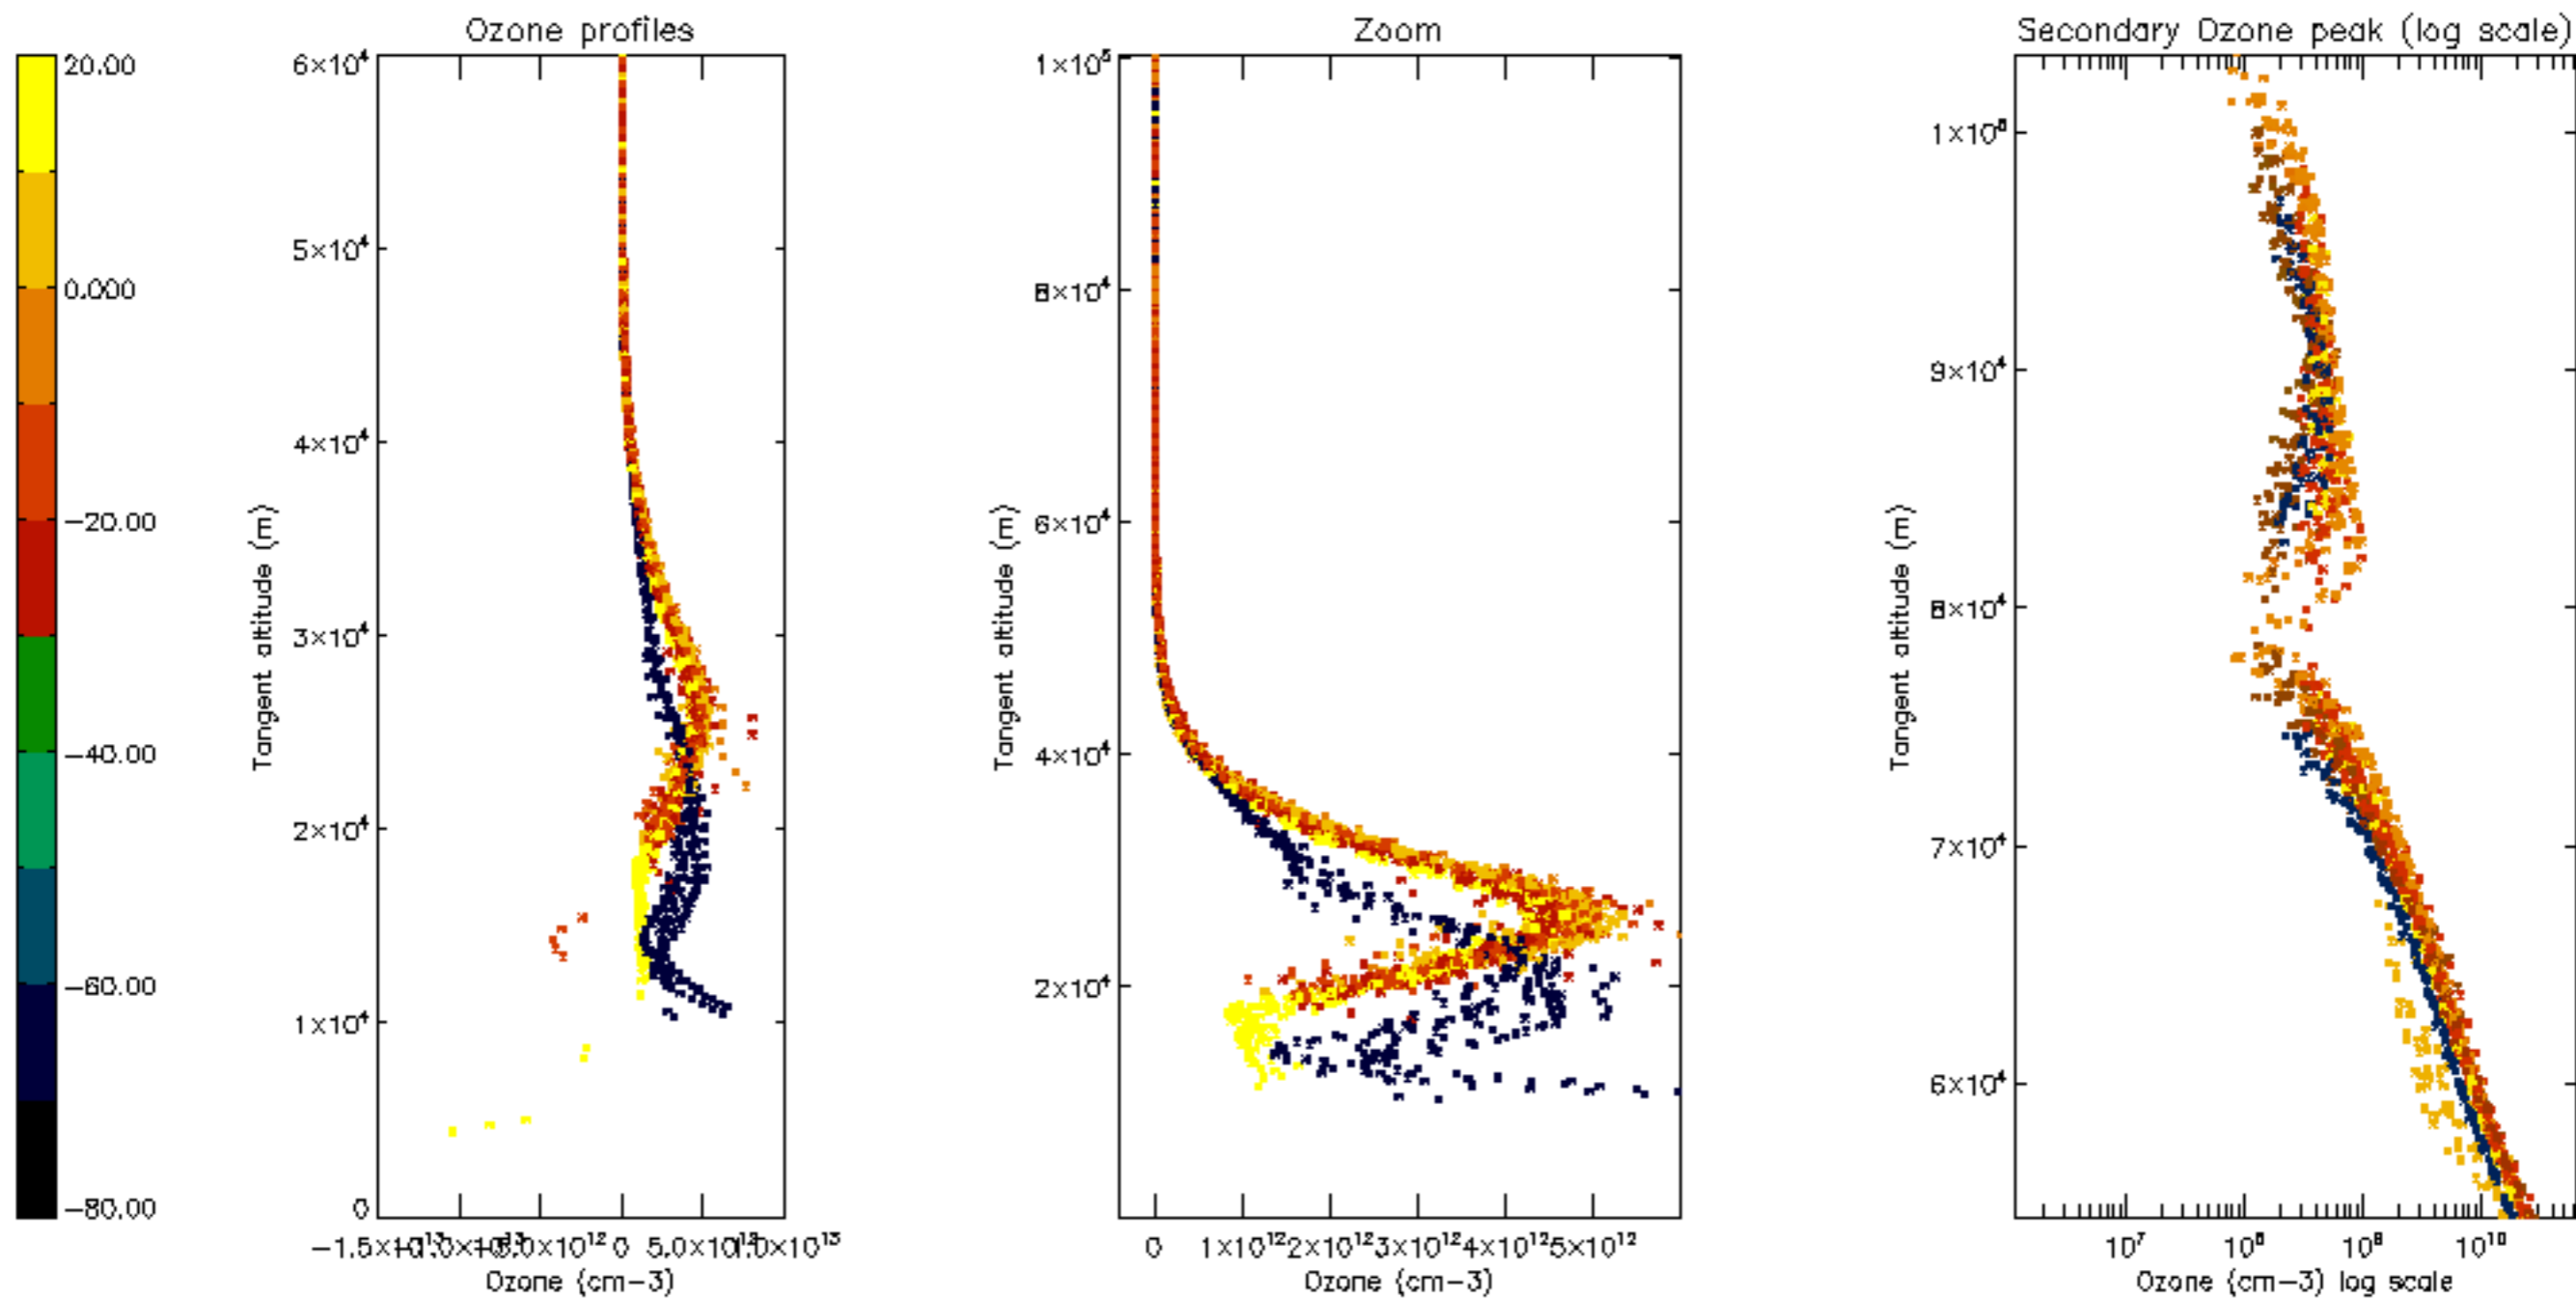 Ozone profiles
Zoom
Secondary Ozone peak (log scale)
20.00
0.000
−20.00
−40.00
−60.00
−80.00
Tangent altitude (m)
6×10⁴
5×10⁴
4×10⁴
3×10⁴
2×10⁴
1×10⁴
0
0 5.0×10¹²
Ozone (cm−3)
Tangent altitude (m)
1×10⁵
8×10⁴
6×10⁴
4×10⁴
2×10⁴
0 1×10¹² 2×10¹² 3×10¹² 4×10¹² 5×10¹²
Ozone (cm−3)
Tangent altitude (m)
9×10⁴
8×10⁴
7×10⁴
6×10⁴
10⁷ 10⁸ 10⁹ 10¹⁰
Ozone (cm−3) log scale